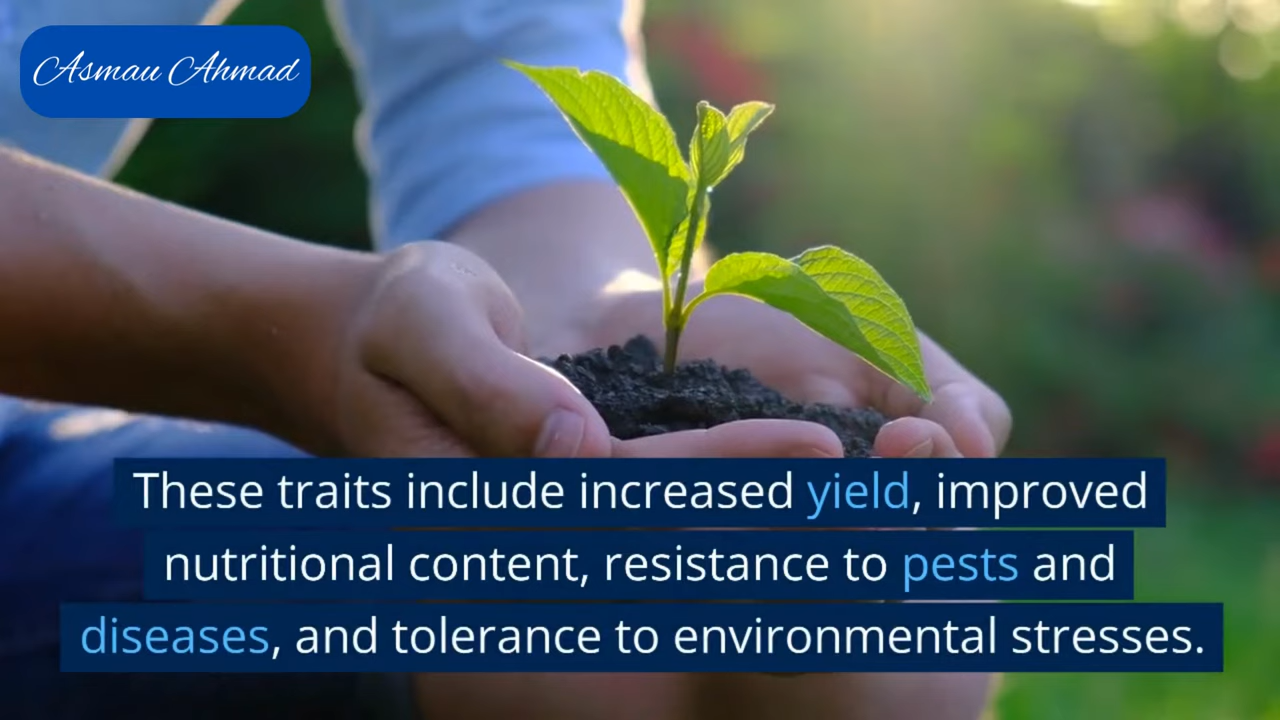 Asmau Ahmad
These traits include increased yield, improved
nutritional content, resistance to pests and
diseases, and tolerance to environmental stresses.